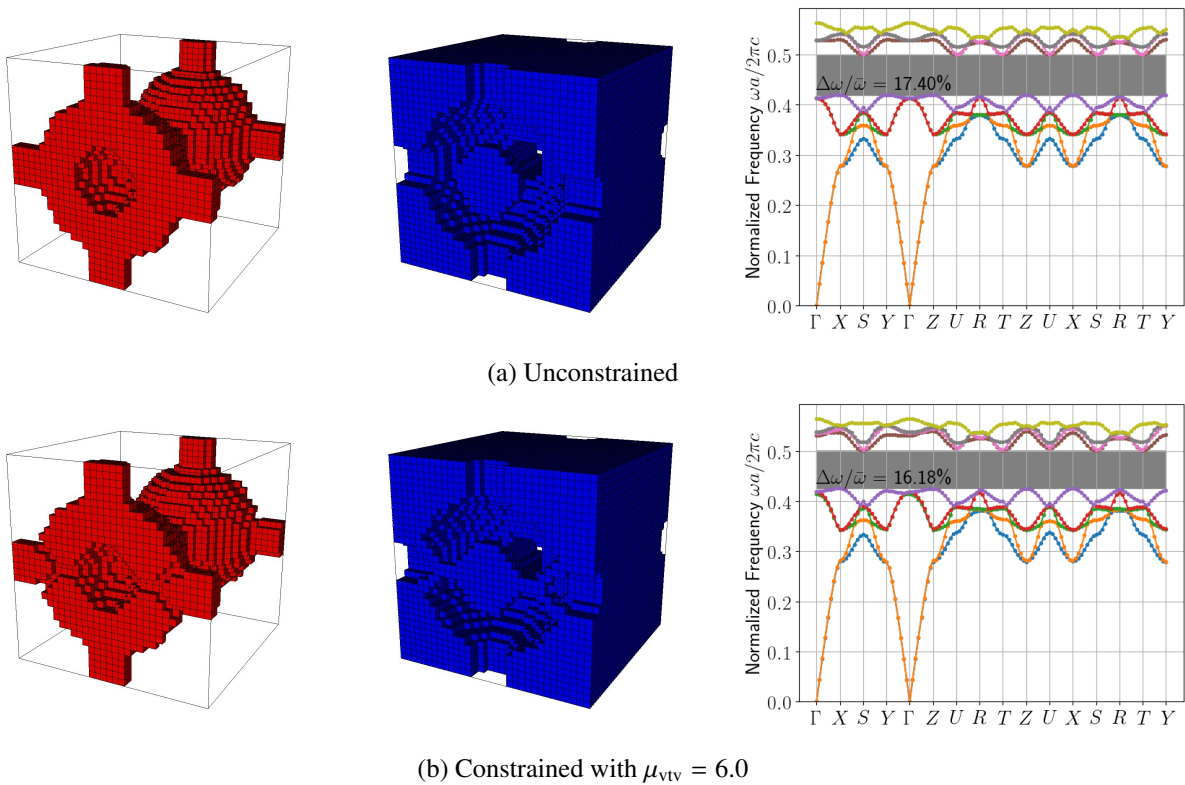 Normalized Frequency ωa/2πc
0.5
0.4
0.3
0.2
0.1
0.0
Δω/ω̄ = 17.40%
Γ X S Y Γ Z U R T Z U X S R T Y
(a) Unconstrained
Normalized Frequency ωa/2πc
0.5
0.4
0.3
0.2
0.1
0.0
Δω/ω̄ = 16.18%
Γ X S Y Γ Z U R T Z U X S R T Y
(b) Constrained with μvtv = 6.0